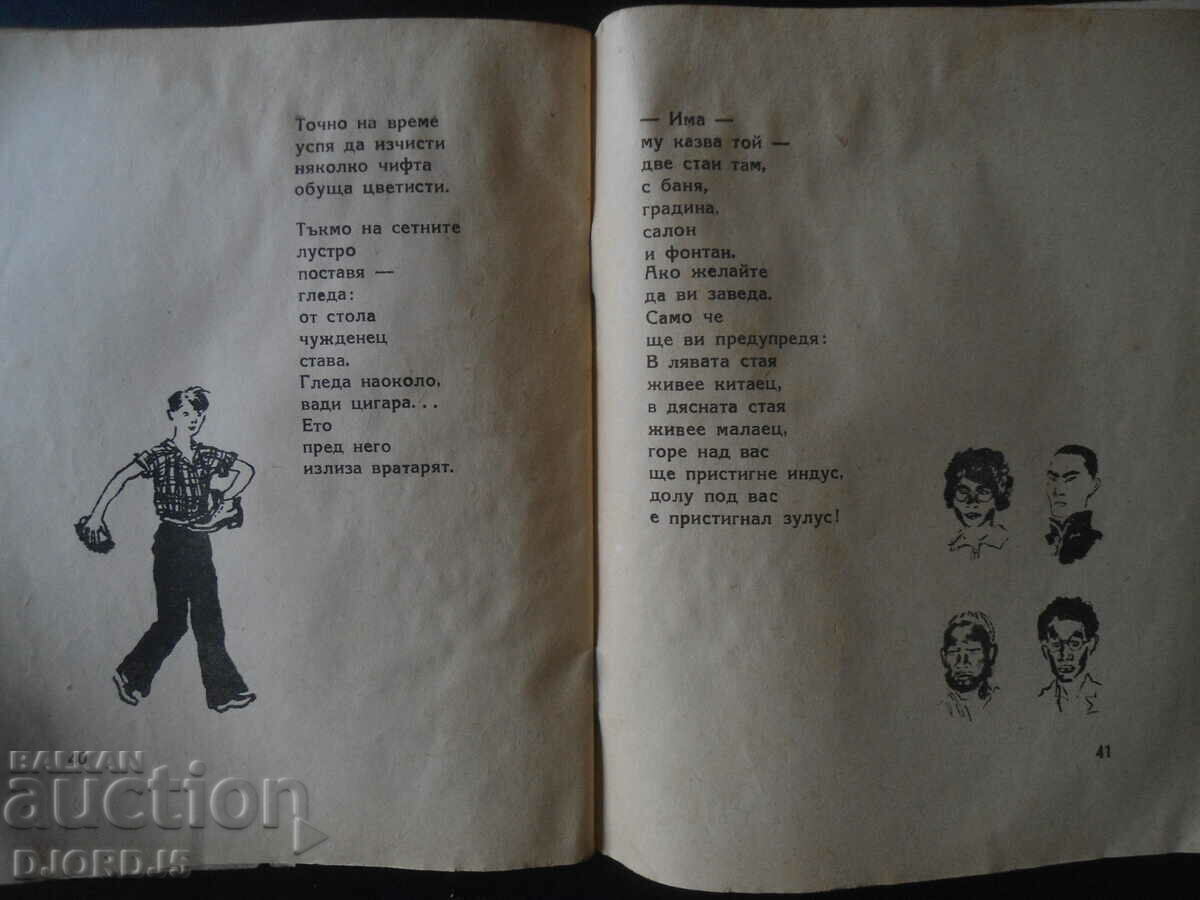 Точно на време
успя да изчисти
няколко чифта
обуща цветисти.
Тъкмо на сетните
лустро
поставя —
гледа:
от стола
чужденец
става.
Гледа наоколо,
вади цигара...
Ето
пред него
излиза вратарят.
40
— Има —
му казва той —
две стаи там,
с баня,
градина,
салон
и фонтан.
Ако желайте
да ви заведа.
Само че
ще ви предупредя:
В лявата стая
живее китаец,
в дясната стая
живее малаец,
горе над вас
ще пристигне индус,
долу под вас
е пристигнал зулус!
41
BALKAN
auction
DJORDJ5